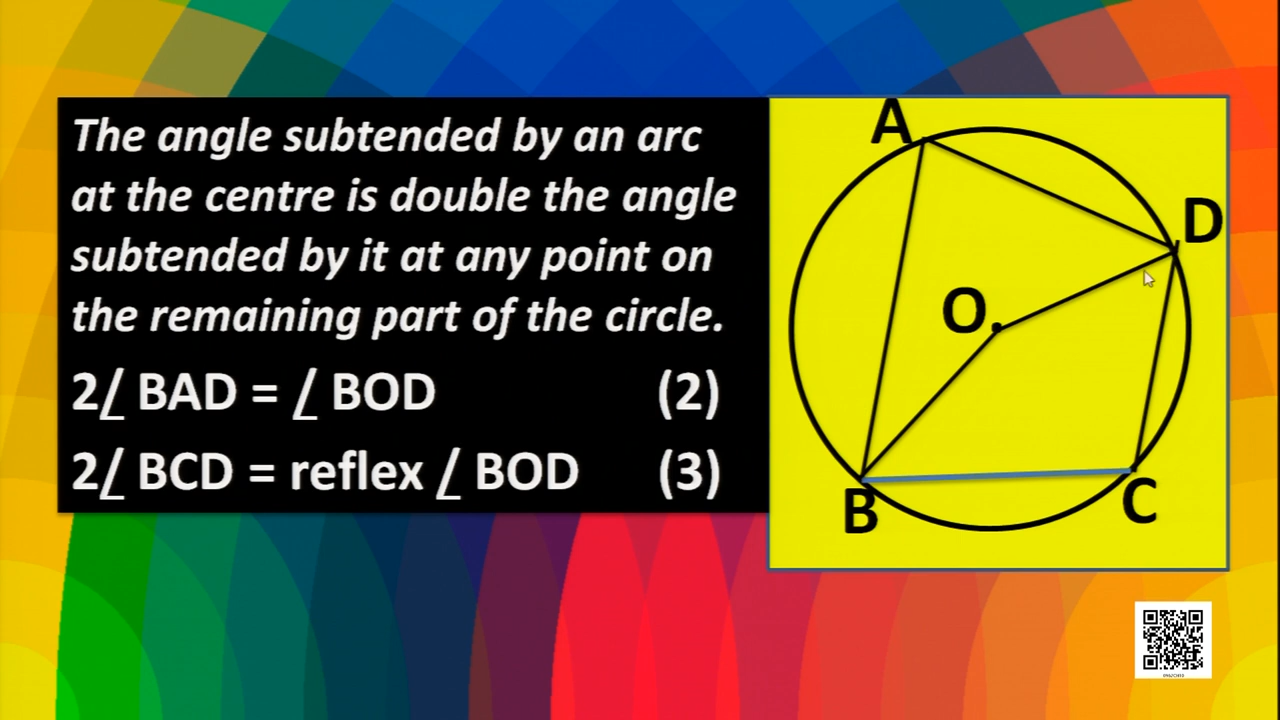 The angle subtended by an arc
at the centre is double the angle
subtended by it at any point on
the remaining part of the circle.
2/ BAD = / BOD (2)
2/ BCD = reflex / BOD (3)
A
D
O.
B
C